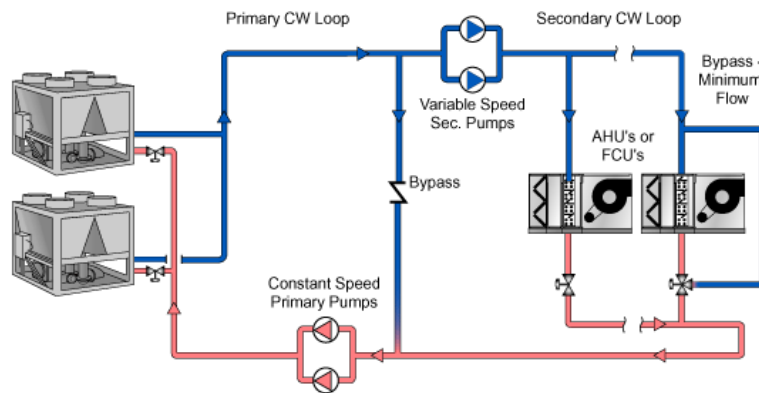 Primary CW Loop
Secondary CW Loop
Bypass -
Minimum
Flow
Variable Speed
Sec. Pumps
AHU's or
FCU's
Bypass
Constant Speed
Primary Pumps